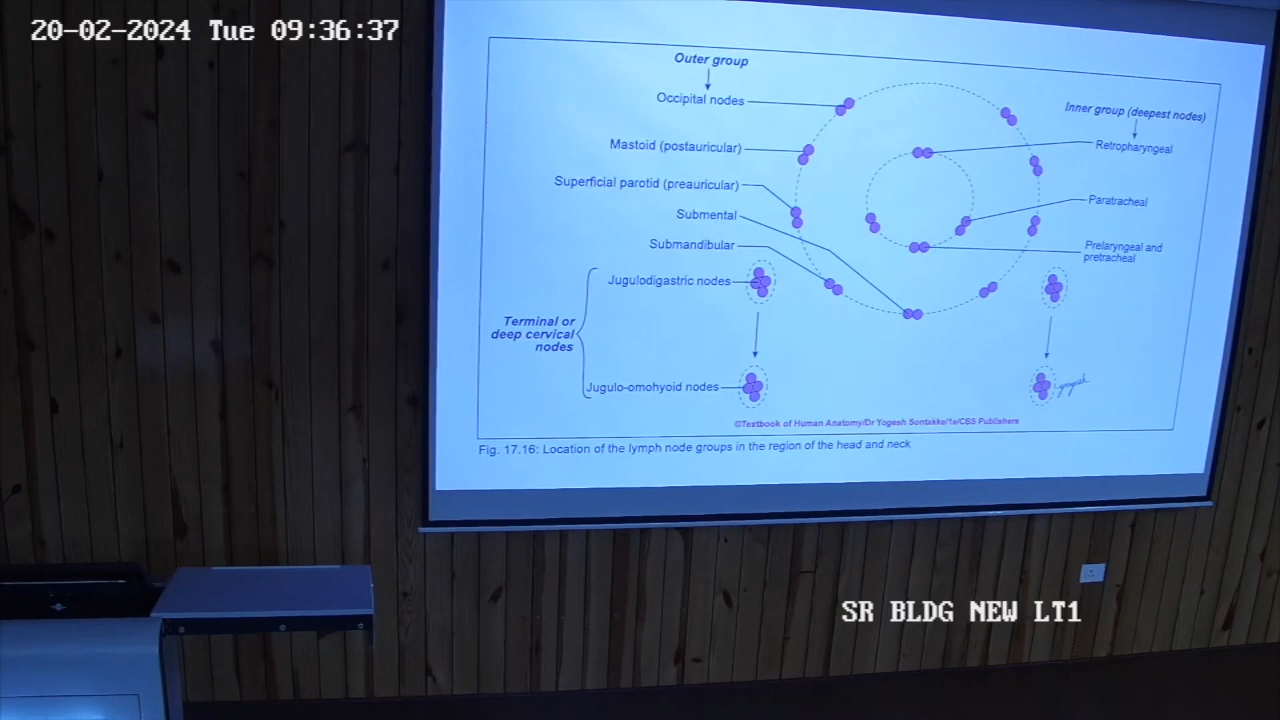 20-02-2024 Tue 09:36:37
Outer group
Occipital nodes
Inner group (deepest nodes)
Mastoid (postauricular)
Retropharyngeal
Superficial parotid (preauricular)
Paratracheal
Submental
Submandibular
Prelaryngeal and
pretracheal
Jugulodigastric nodes
Terminal or
deep cervical
nodes
Jugulo-omohyoid nodes
©Textbook of Human Anatomy/Dr Yogesh Sontakke/1e/CBS Publishers
Fig. 17.16: Location of the lymph node groups in the region of the head and neck
SR BLDG NEW LT1